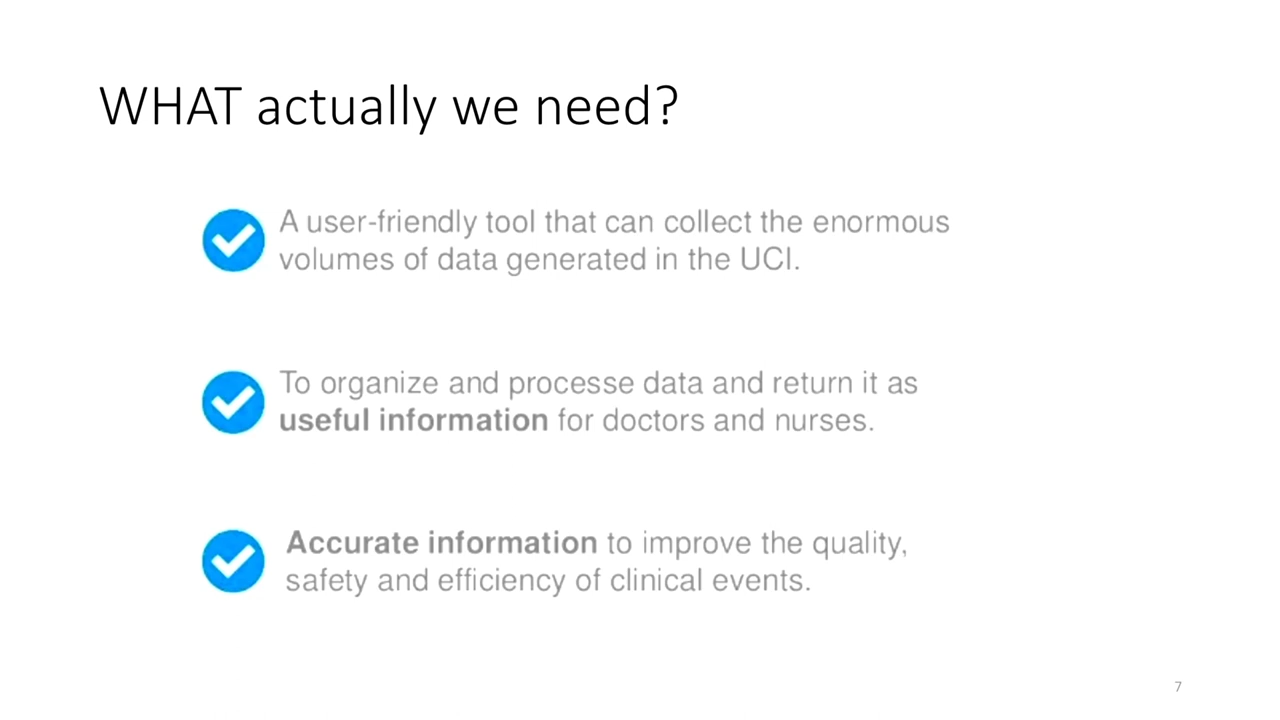 WHAT actually we need?
A user-friendly tool that can collect the enormous
volumes of data generated in the UCI.
To organize and processe data and return it as
useful information for doctors and nurses.
Accurate information to improve the quality,
safety and efficiency of clinical events.
7